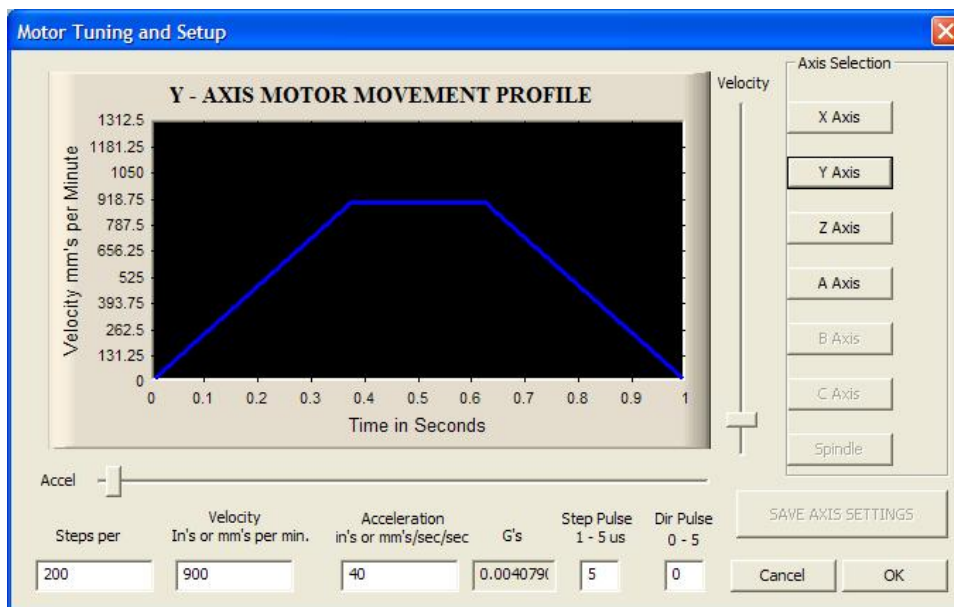 Motor Tuning and Setup
Axis Selection
Y - AXIS MOTOR MOVEMENT PROFILE
Velocity mm's per Minute
1312.5
1181.25
1050
918.75
787.5
656.25
525
393.75
262.5
131.25
0
0 0.1 0.2 0.3 0.4 0.5 0.6 0.7 0.8 0.9 1
Time in Seconds
Velocity
X Axis
Y Axis
Z Axis
A Axis
B Axis
C Axis
Spindle
Accel
Steps per
200
Velocity
In's or mm's per min.
900
Acceleration
in's or mm's/sec/sec
40
G's
0.004079
Step Pulse
1 - 5 us
5
Dir Pulse
0 - 5
0
SAVE AXIS SETTINGS
Cancel
OK